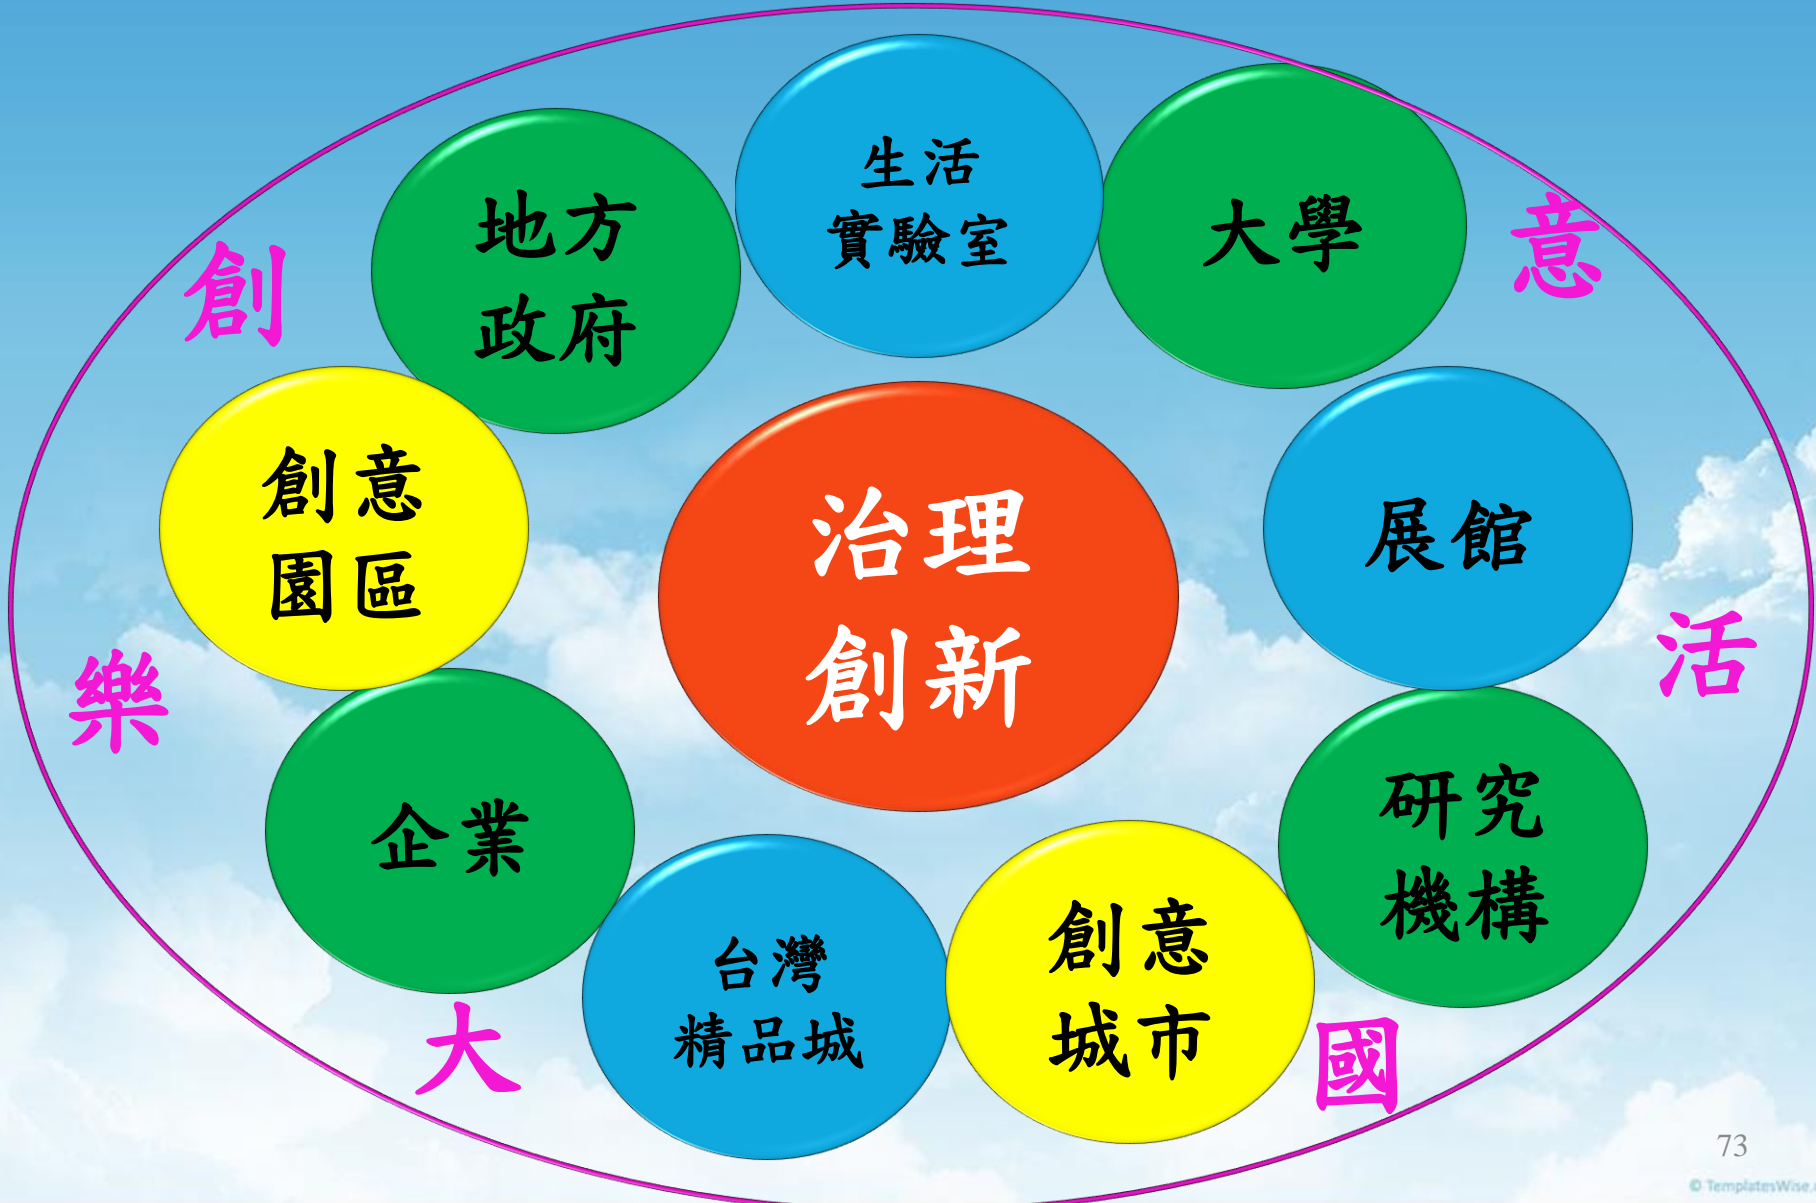 生活
實驗室
大學
地方
政府
意
創
創意
園區
治理
創新
展館
活
樂
企業
研究
機構
台灣
精品城
創意
城市
大
國
73
© TemplatesWise.